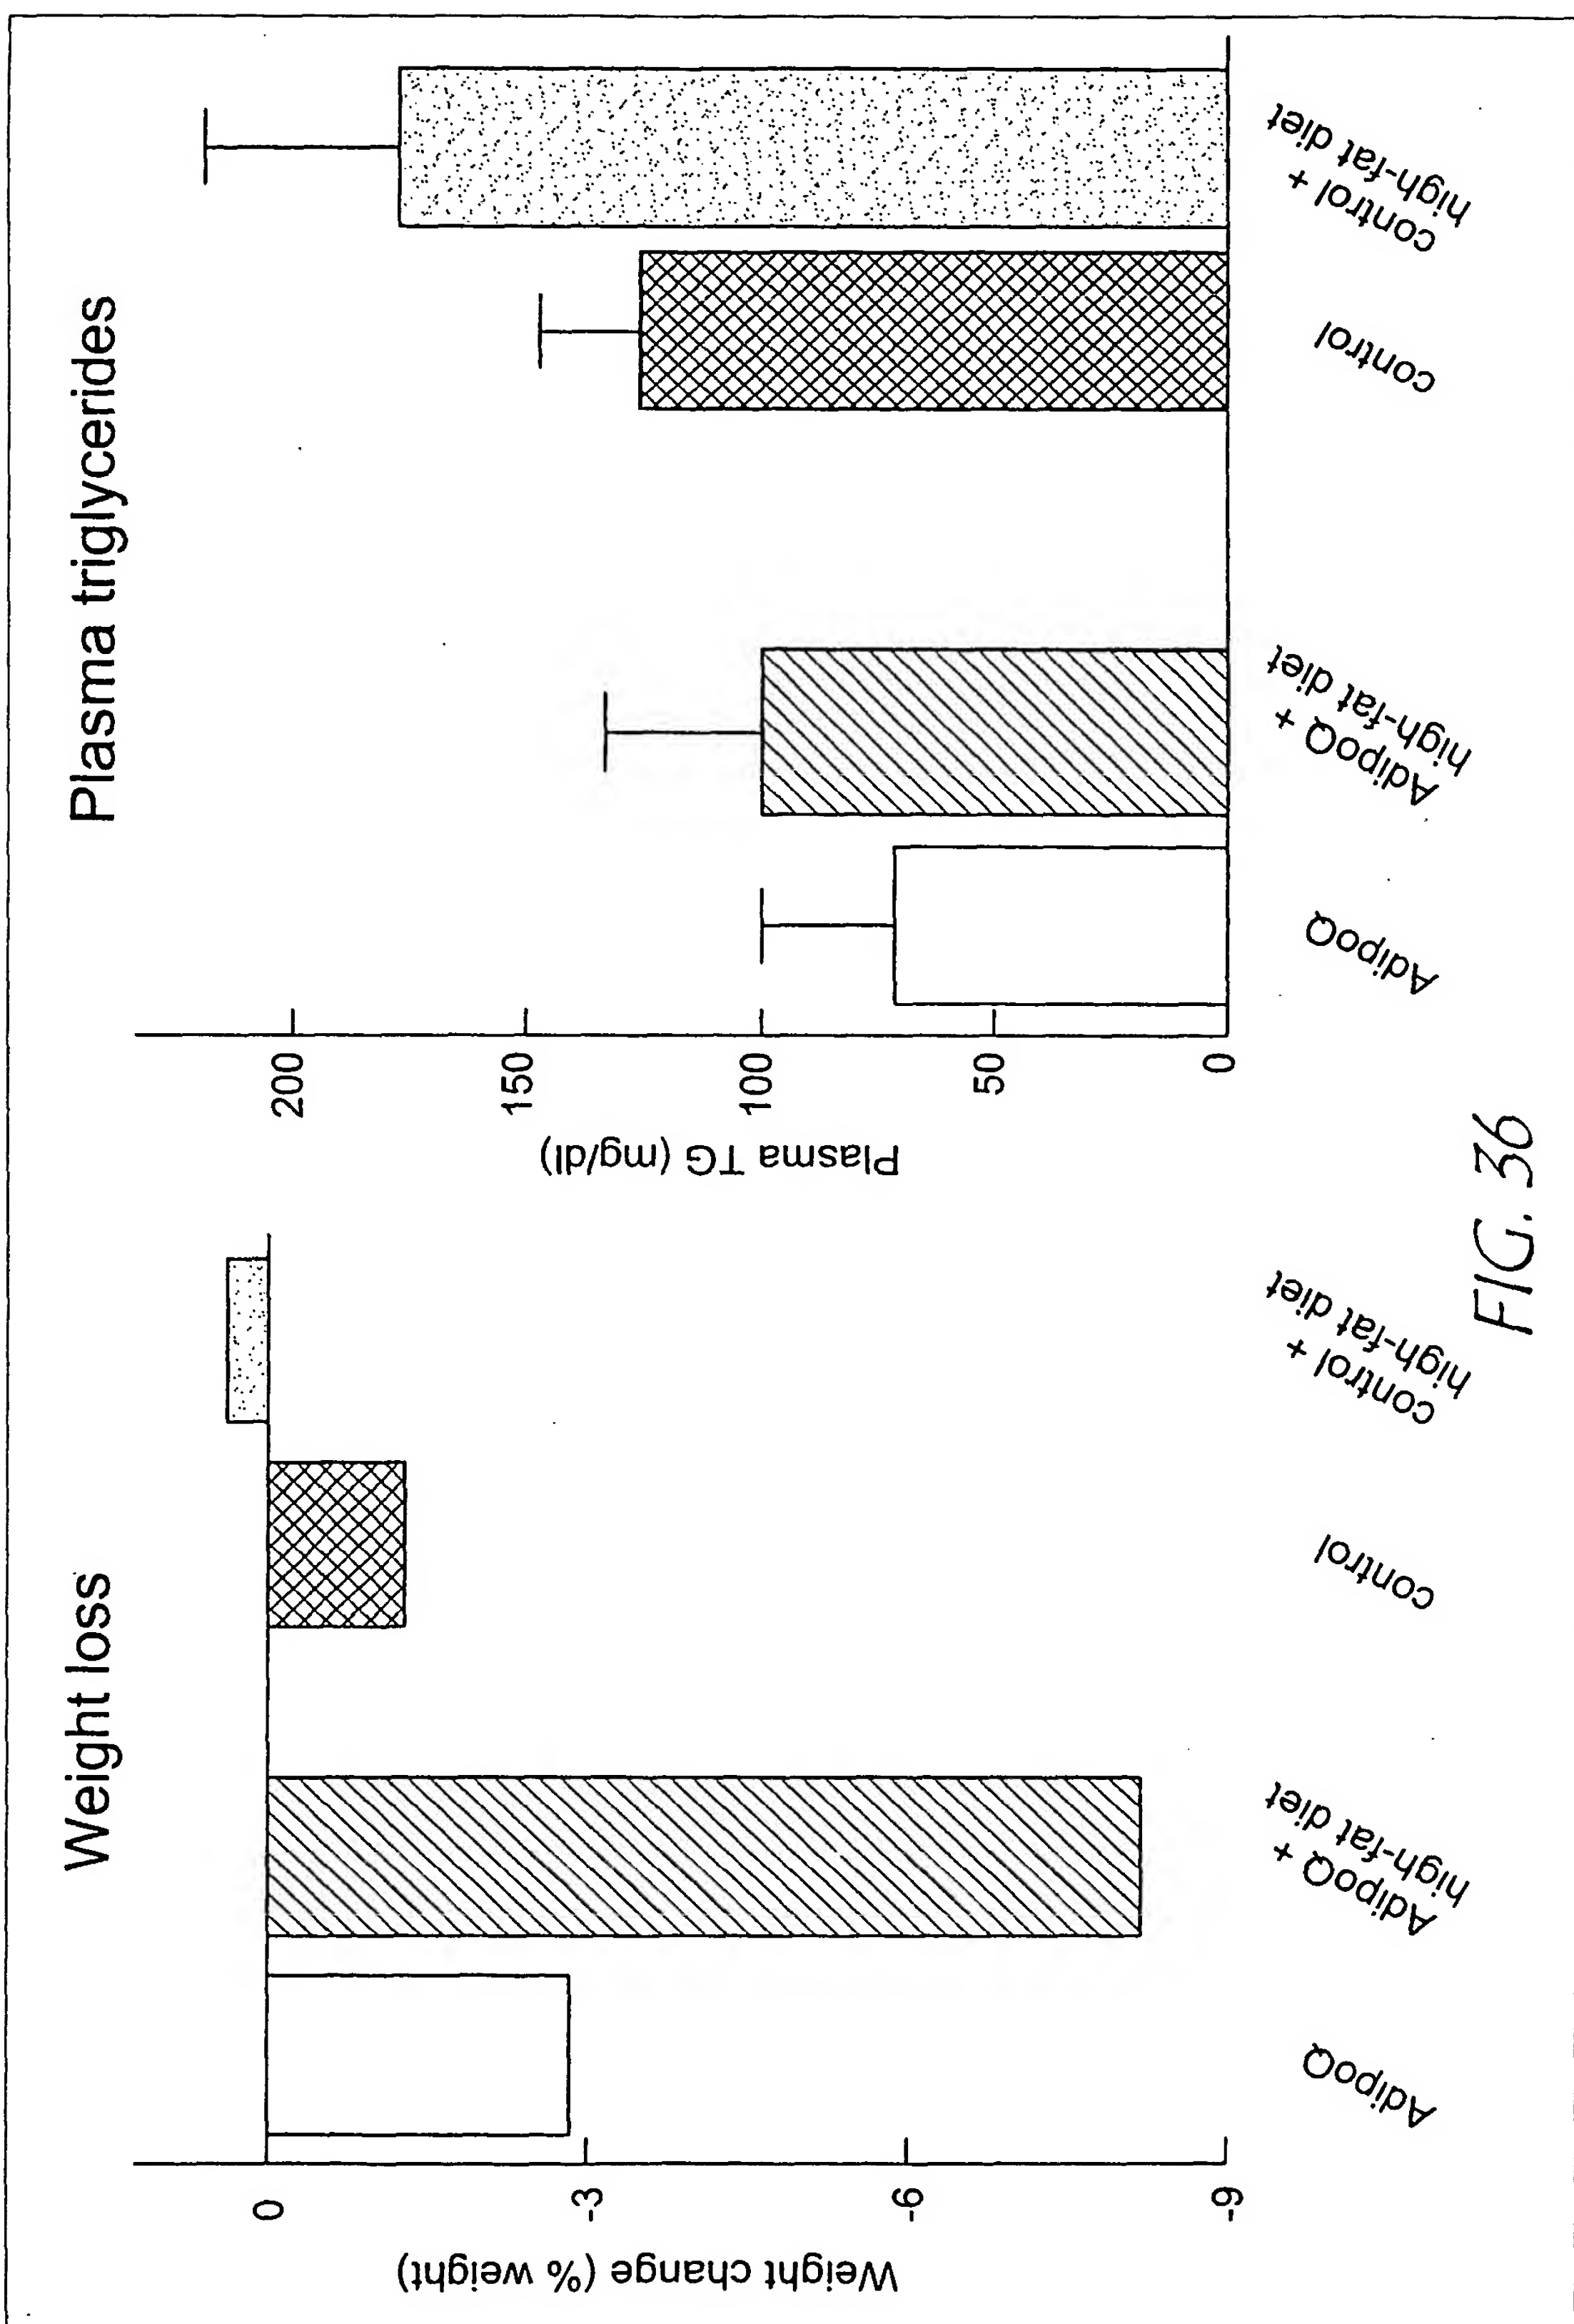 Weight loss
Weight change (% weight)
0
-3
-6
-9
AdipoQ
AdipoQ +
high-fat diet
control
control +
high-fat diet
Plasma triglycerides
Plasma TG (mg/dl)
200
150
100
50
0
AdipoQ
AdipoQ +
high-fat diet
control
control +
high-fat diet
FIG. 36